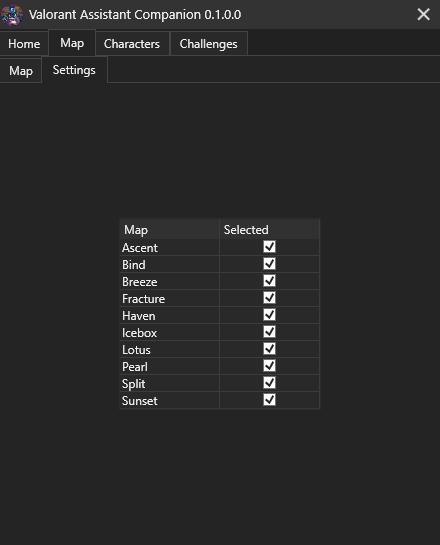 Valorant Assistant Companion 0.1.0.0
Home Map Characters Challenges
Map Settings
Map Selected
Ascent
Bind
Breeze
Fracture
Haven
Icebox
Lotus
Pearl
Split
Sunset